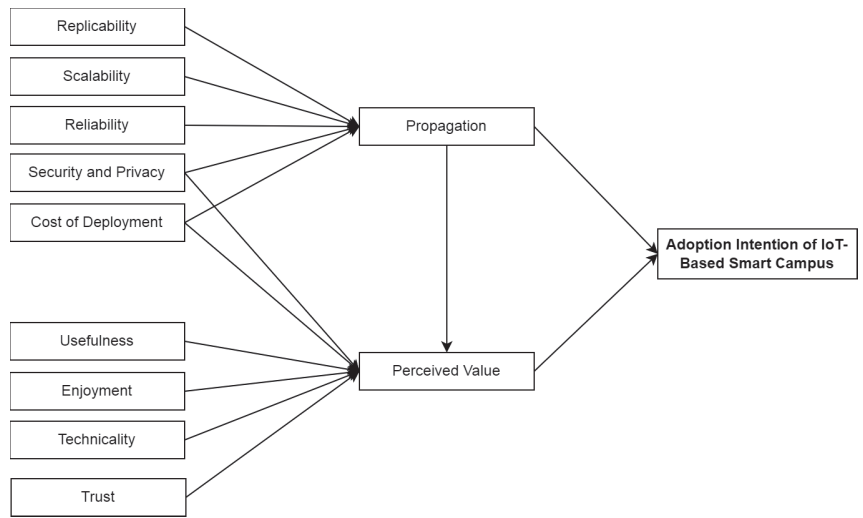 Replicability
Scalability
Reliability
Security and Privacy
Cost of Deployment
Usefulness
Enjoyment
Technicality
Trust
Propagation
Perceived Value
Adoption Intention of IoT-
Based Smart Campus